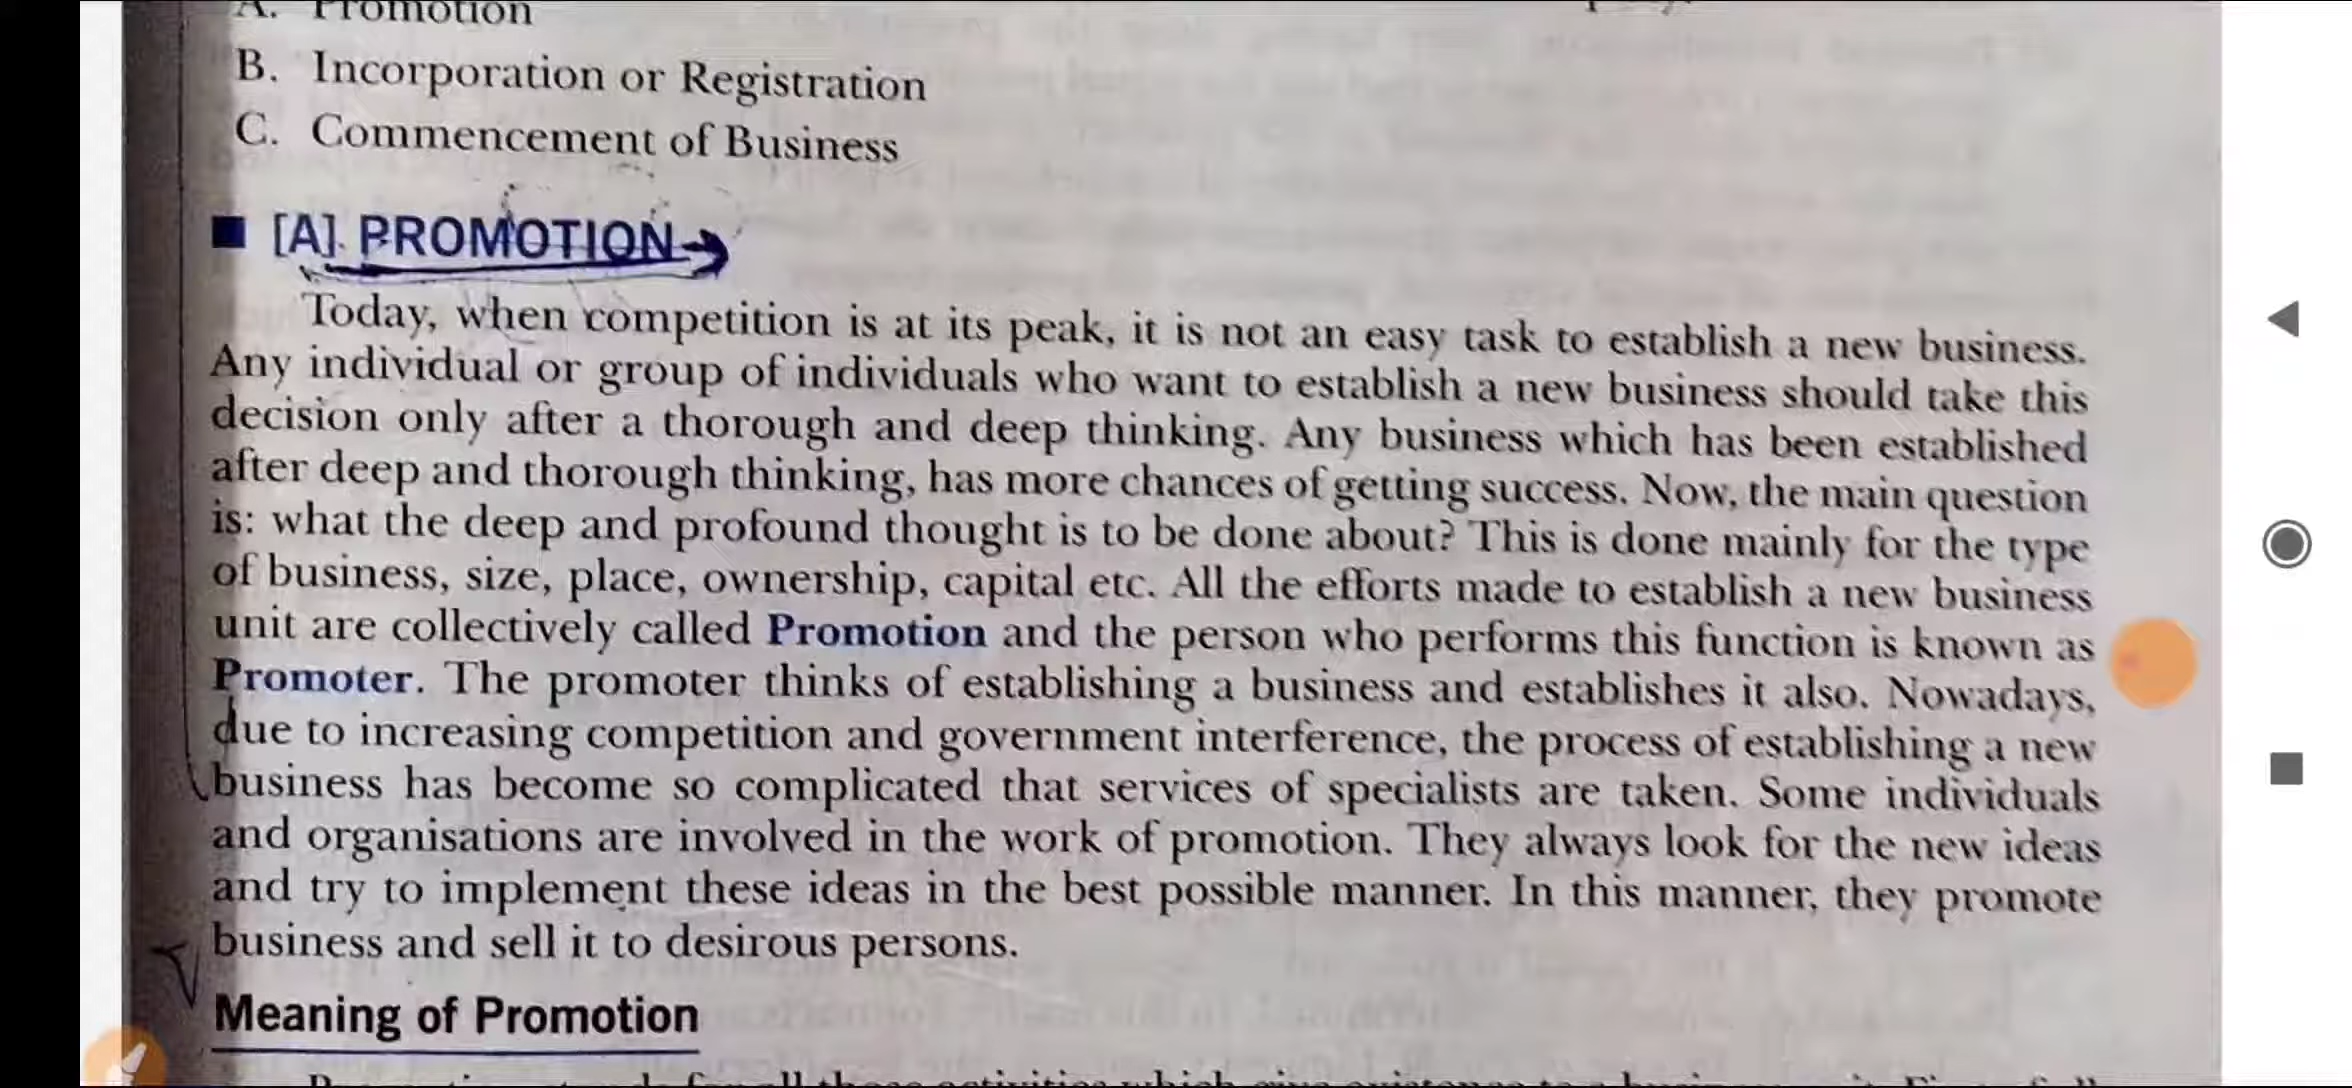 A. Promotion
B. Incorporation or Registration
C. Commencement of Business
[A] PROMOTION
Today, when competition is at its peak, it is not an easy task to establish a new business.
Any individual or group of individuals who want to establish a new business should take this
decision only after a thorough and deep thinking. Any business which has been established
after deep and thorough thinking, has more chances of getting success. Now, the main question
is: what the deep and profound thought is to be done about? This is done mainly for the type
of business, size, place, ownership, capital etc. All the efforts made to establish a new business
unit are collectively called Promotion and the person who performs this function is known as
Promoter. The promoter thinks of establishing a business and establishes it also. Nowadays,
due to increasing competition and government interference, the process of establishing a new
business has become so complicated that services of specialists are taken. Some individuals
and organisations are involved in the work of promotion. They always look for the new ideas
and try to implement these ideas in the best possible manner. In this manner, they promote
business and sell it to desirous persons.
Meaning of Promotion